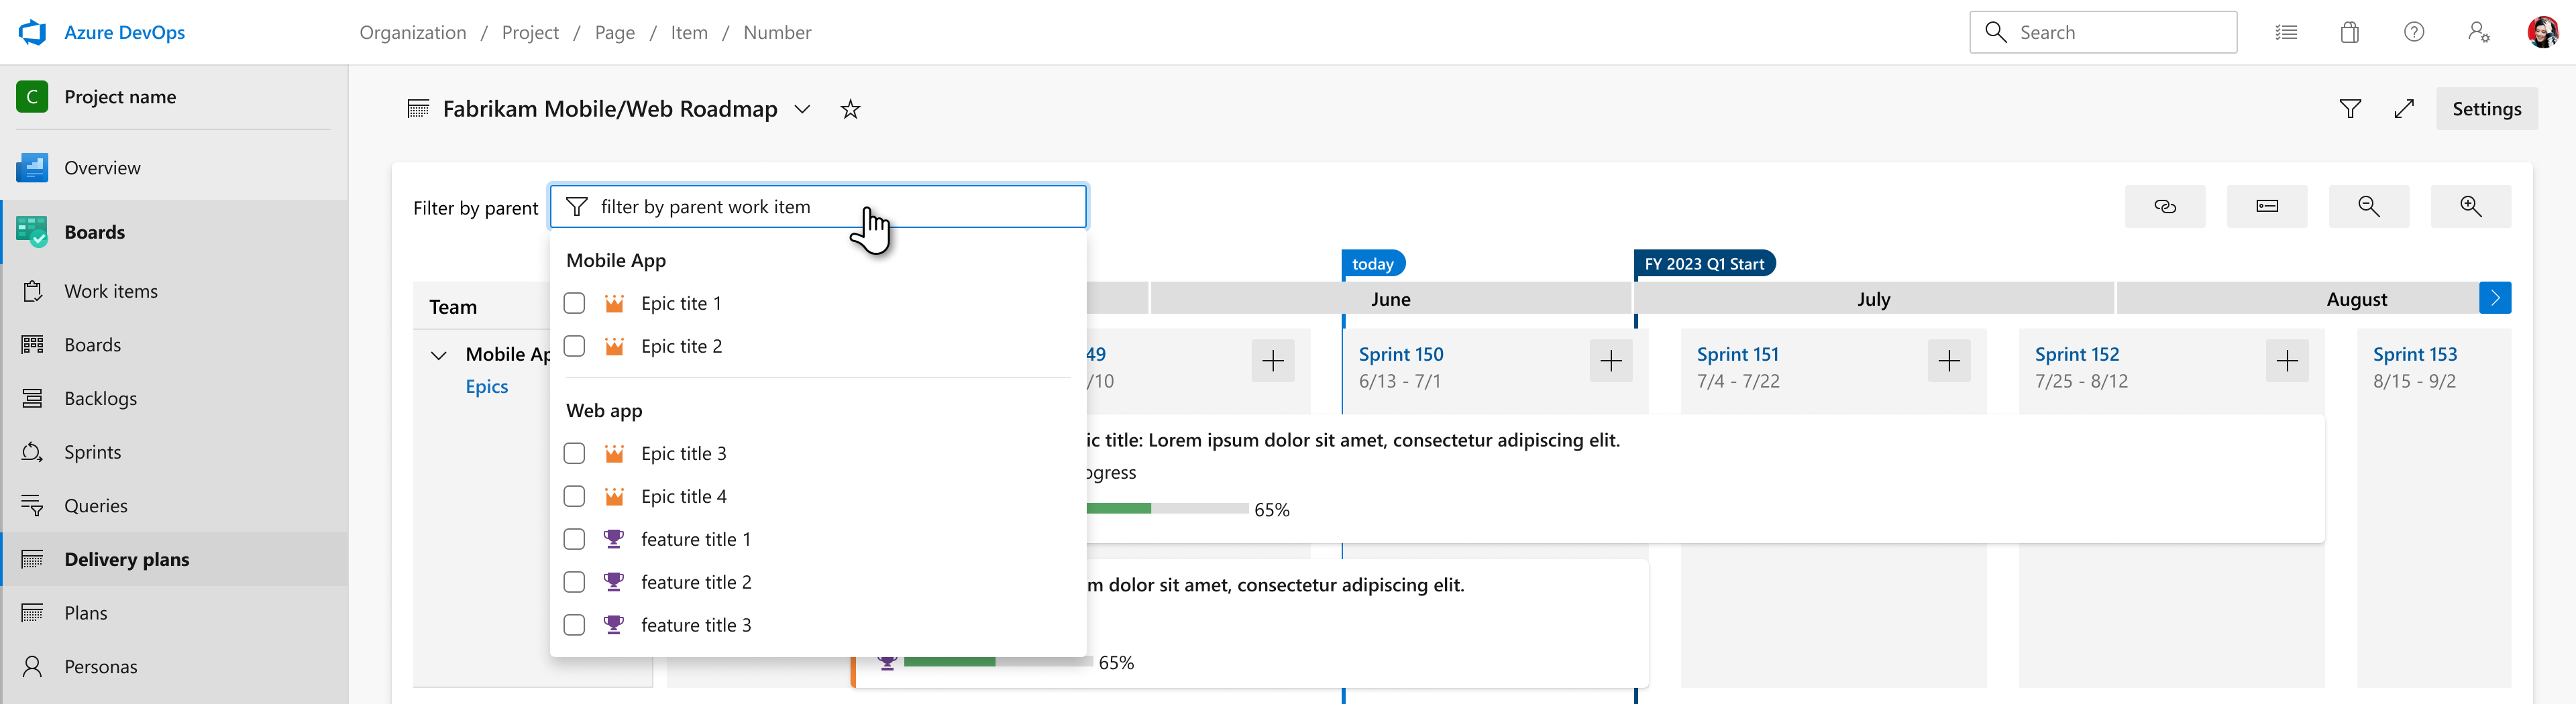 Azure DevOps
Organization / Project / Page / Item / Number
Search
C Project name
Overview
Boards
Work items
Boards
Backlogs
Sprints
Queries
Delivery plans
Plans
Personas
Fabrikam Mobile/Web Roadmap
Settings
Filter by parent
filter by parent work item
Mobile App
Epic tite 1
Epic tite 2
Web app
Epic title 3
Epic title 4
feature title 1
feature title 2
feature title 3
today
FY 2023 Q1 Start
Team
June
July
August
Mobile Ap
Epics
49
/10
Sprint 150
6/13 - 7/1
Sprint 151
7/4 - 7/22
Sprint 152
7/25 - 8/12
Sprint 153
8/15 - 9/2
ic title: Lorem ipsum dolor sit amet, consectetur adipiscing elit.
ogress
65%
m dolor sit amet, consectetur adipiscing elit.
65%